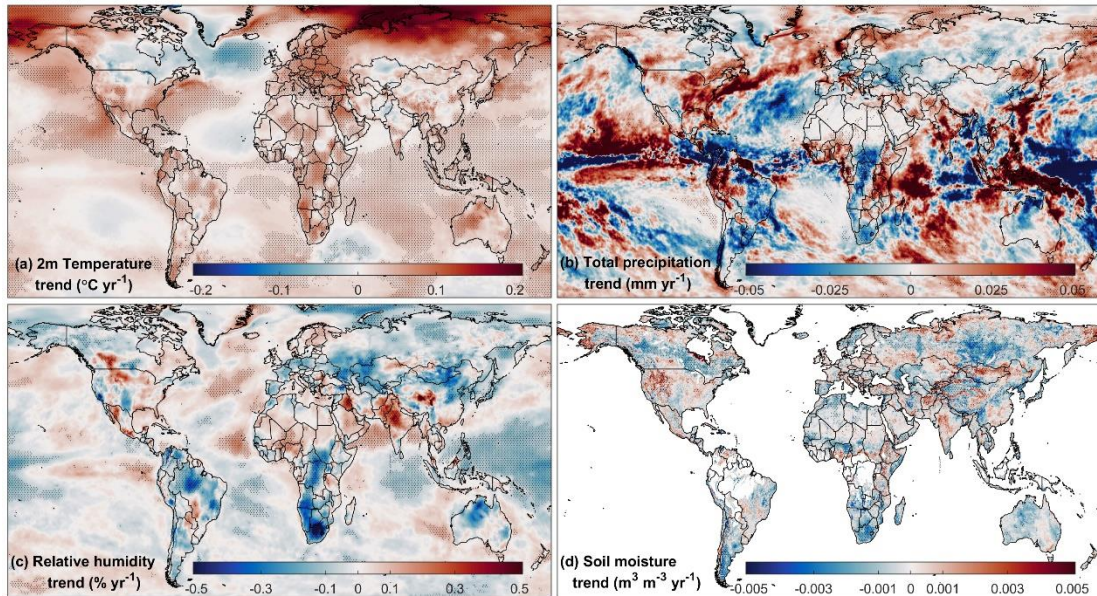 (a) 2m Temperature
trend (°C yr⁻¹)
-0.2 -0.1 0 0.1 0.2
(b) Total precipitation
trend (mm yr⁻¹)
-0.05 -0.025 0 0.025 0.05
(c) Relative humidity
trend (% yr⁻¹)
-0.5 -0.3 -0.1 0 0.1 0.3 0.5
(d) Soil moisture
trend (m³ m⁻³ yr⁻¹)
-0.005 -0.003 -0.001 0 0.001 0.003 0.005